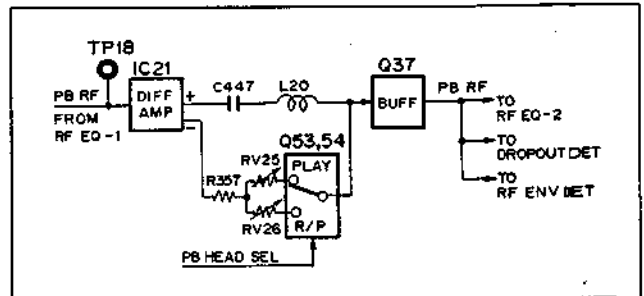 TP18
IC21
PB RF
FROM
RF EQ-1
DIFF
AMP
+
−
C447
L20
Q37
BUFF
PB RF
TO
RF EQ-2
TO
DROPOUT DET
TO
RF ENV DET
Q53,54
PLAY
R/P
R357
RV25
RV26
PB HEAD SEL